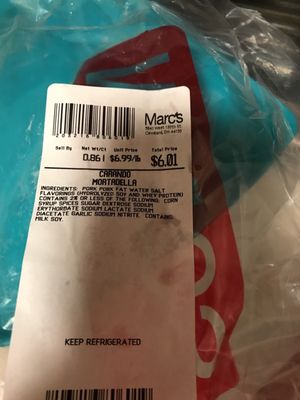 Marc's
Cleveland, OH 44130
Sell By Net Wt/Ct Unit Price Total Price
0.86 l $6.99/lb $6.01
CARANDO
MORTADELLA
INGREDIENTS: PORK PORK FAT WATER SALT
FLAVORINGS (HYDROLYZED SOY AND WHEY PROTEIN)
CONTAINS 2% OR LESS OF THE FOLLOWING: CORN
SYRUP SPICES SUGAR DEXTROSE SODIUM
ERYTHORBATE SODIUM LACTATE SODIUM
DIACETATE GARLIC SODIUM NITRITE CONTAINS
MILK SOY.
KEEP REFRIGERATED